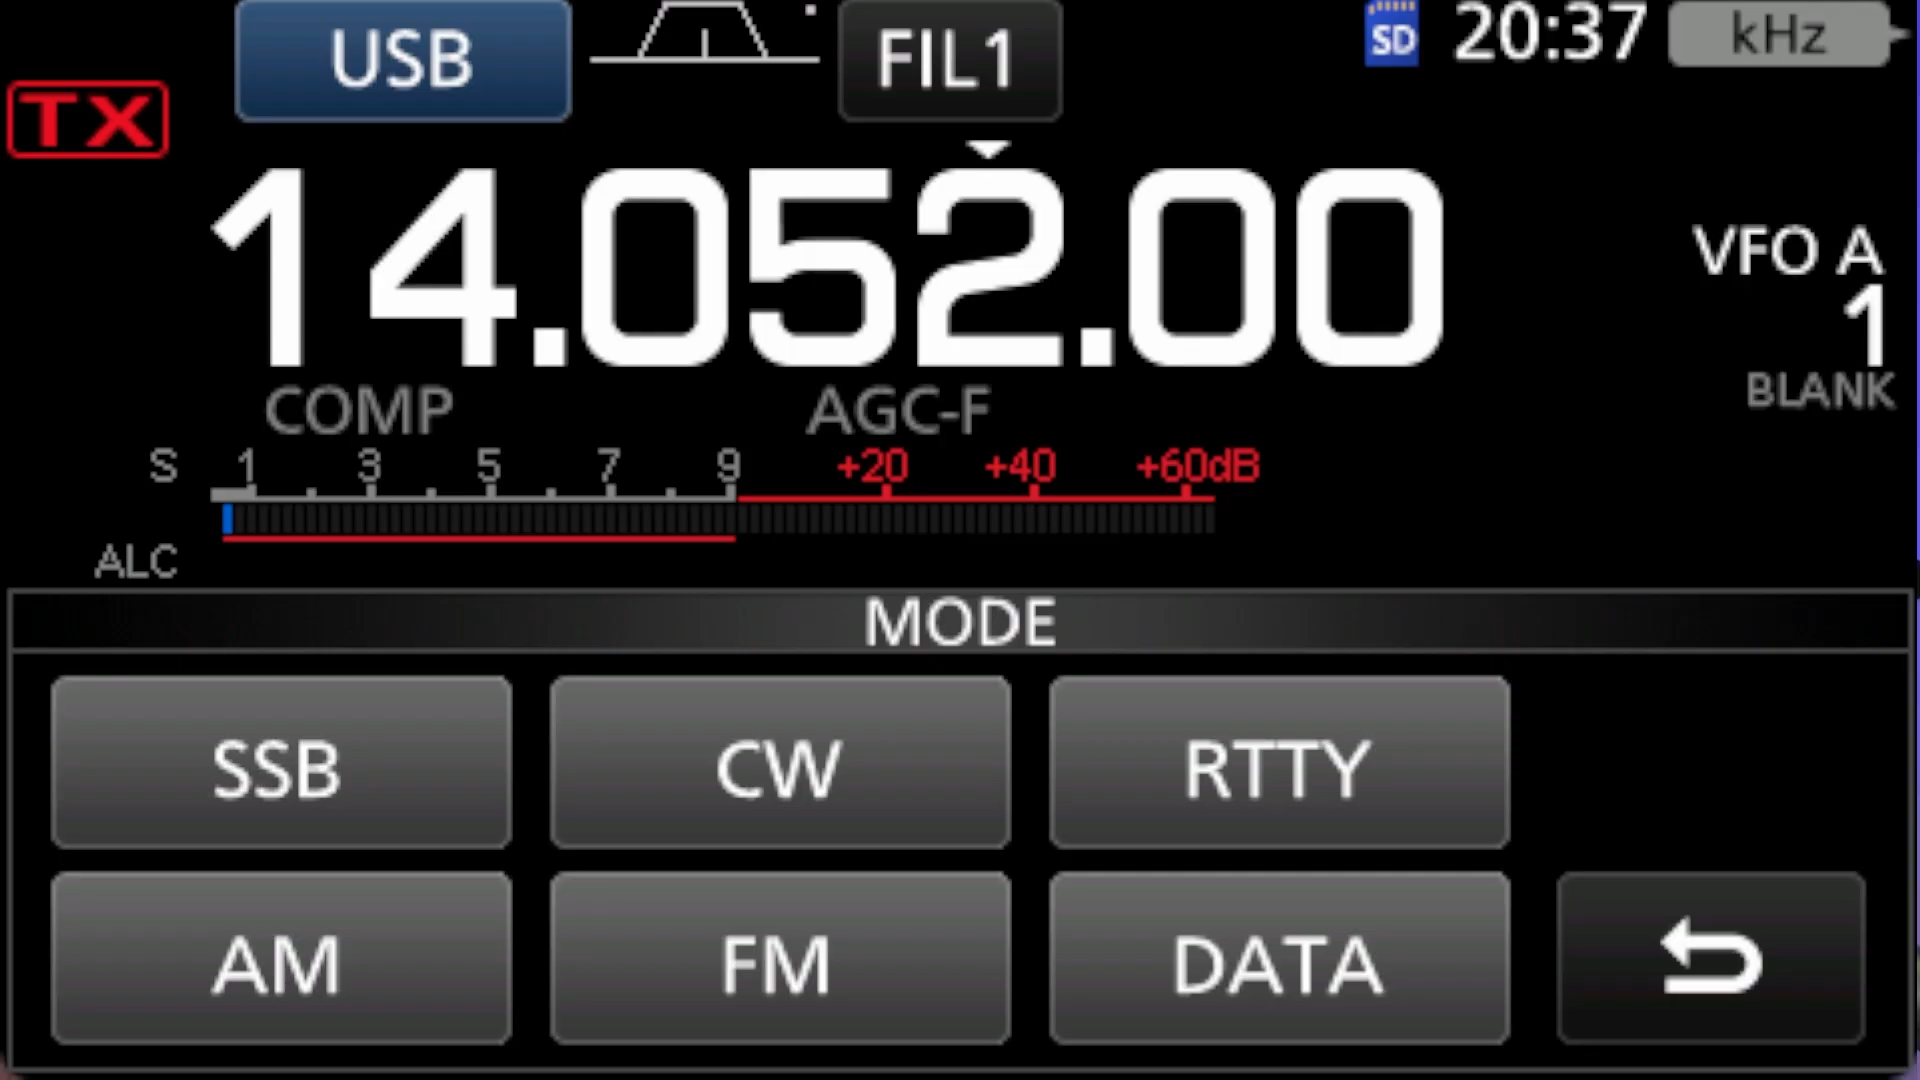 USB FIL1 SD 20:37 kHz
TX
14.052.00
VFO A
1
COMP AGC-F BLANK
S 1 3 5 7 9 +20 +40 +60dB
ALC
MODE
SSB CW RTTY
AM FM DATA